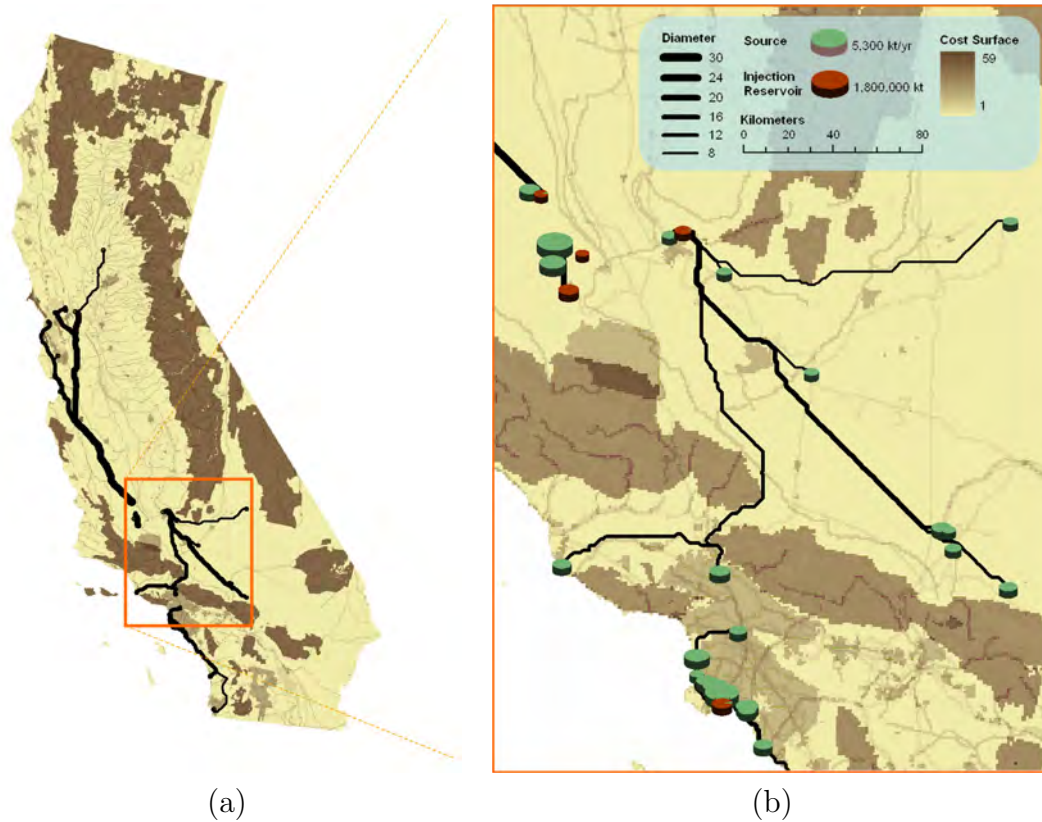 Diameter
30
24
20
16
12
8
Source
5,300 kt/yr
Injection
Reservoir
1,800,000 kt
Kilometers
0 20 40 80
Cost Surface
59
1
(a)
(b)